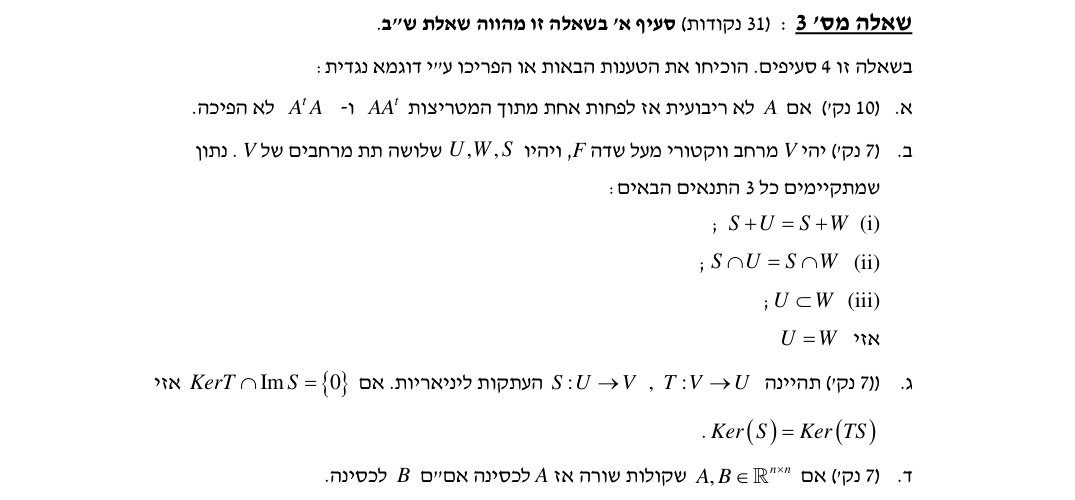 שאלה מס׳ 3 : (31 נקודות) סעיף א׳ בשאלה זו מהווה שאלת ש״ב.
בשאלה זו 4 סעיפים. הוכיחו את הטענות הבאות או הפריכו ע״י דוגמא נגדית :
א. (10 נק׳) אם A לא ריבועית אז לפחות אחת מתוך המטריצות AAᵗ ו- AᵗA לא הפיכה.
ב. (7 נק׳) יהי V מרחב ווקטורי מעל שדה F, ויהיו U,W,S שלושה תת מרחבים של V . נתון
שמתקיימים כל 3 התנאים הבאים :
(i) S+U = S+W ;
(ii) S∩U = S∩W ;
(iii) U ⊂ W ;
אזי U = W
ג. ((7 נק׳) תהיינה S:U → V , T:V → U העתקות ליניאריות. אם KerT ∩ Im S = {0} אזי
Ker(S) = Ker(TS) .
ד. (7 נק׳) אם A,B ∈ ℝⁿˣⁿ שקולות שורה אז A לכסינה אם״ם B לכסינה.